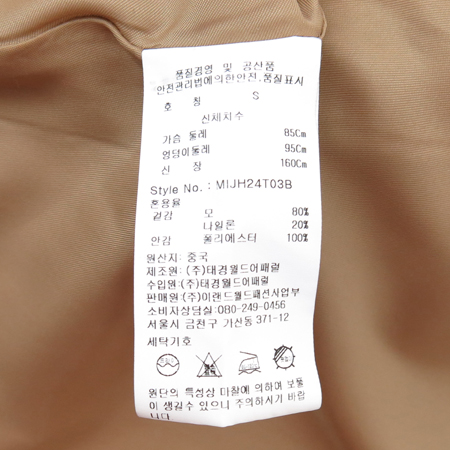 품질경영 및 공산품
안전관리법에의한안전.품질표시
호 칭 S
신체치수
가슴 둘레 85Cm
엉덩이둘레 95Cm
신 장 160Cm
Style No. : MIJH24T03B
혼용율
겉감 모 80%
나일론 20%
안감 폴리에스터 100%
원산지: 중국
제조원: (주)태경월드어패럴
수입원: (주)태경월드어패럴
판매원: (주)이랜드월드패션사업부
소비자상담실: 080-249-0456
서울시 금천구 가산동 371-12
세탁기호
원단의 특성상 마찰에 의하여 보풀
이 생길수 있으니 주의하시기 바랍
니다